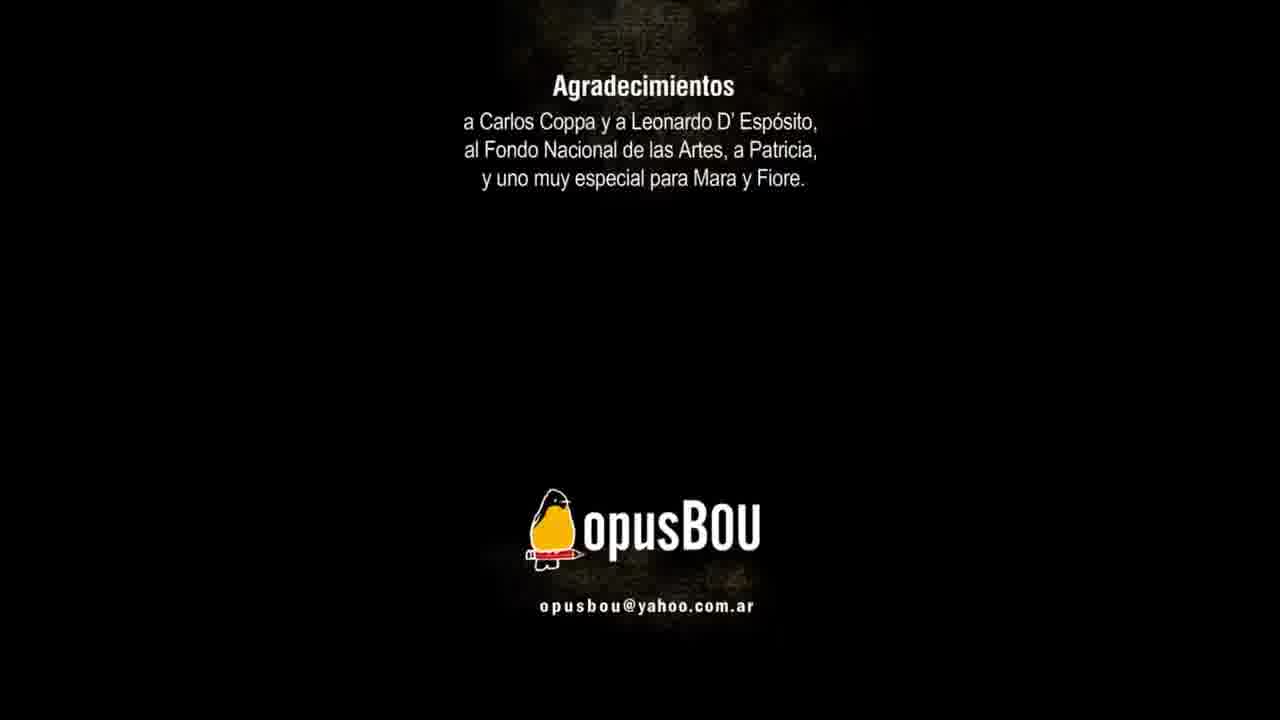 Agradecimientos
a Carlos Coppa y a Leonardo D' Espósito,
al Fondo Nacional de las Artes, a Patricia,
y uno muy especial para Mara y Fiore.
opusBOU
opusbou@yahoo.com.ar